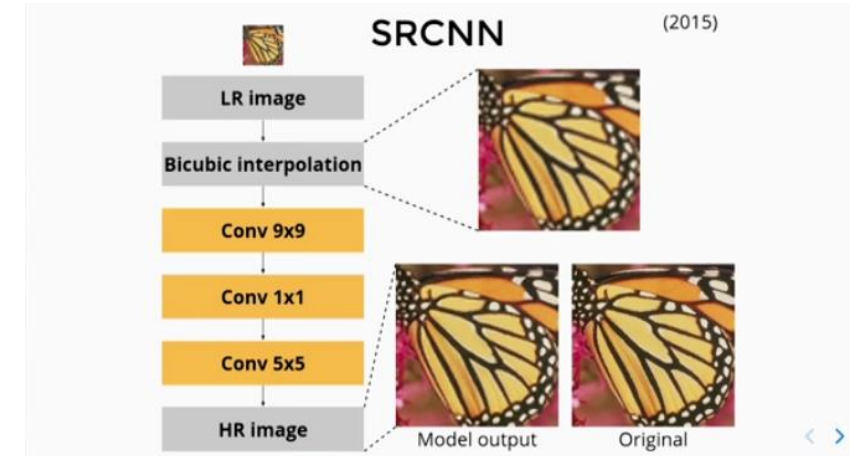 SRCNN
(2015)
LR image
Bicubic interpolation
Conv 9x9
Conv 1x1
Conv 5x5
HR image
Model output
Original